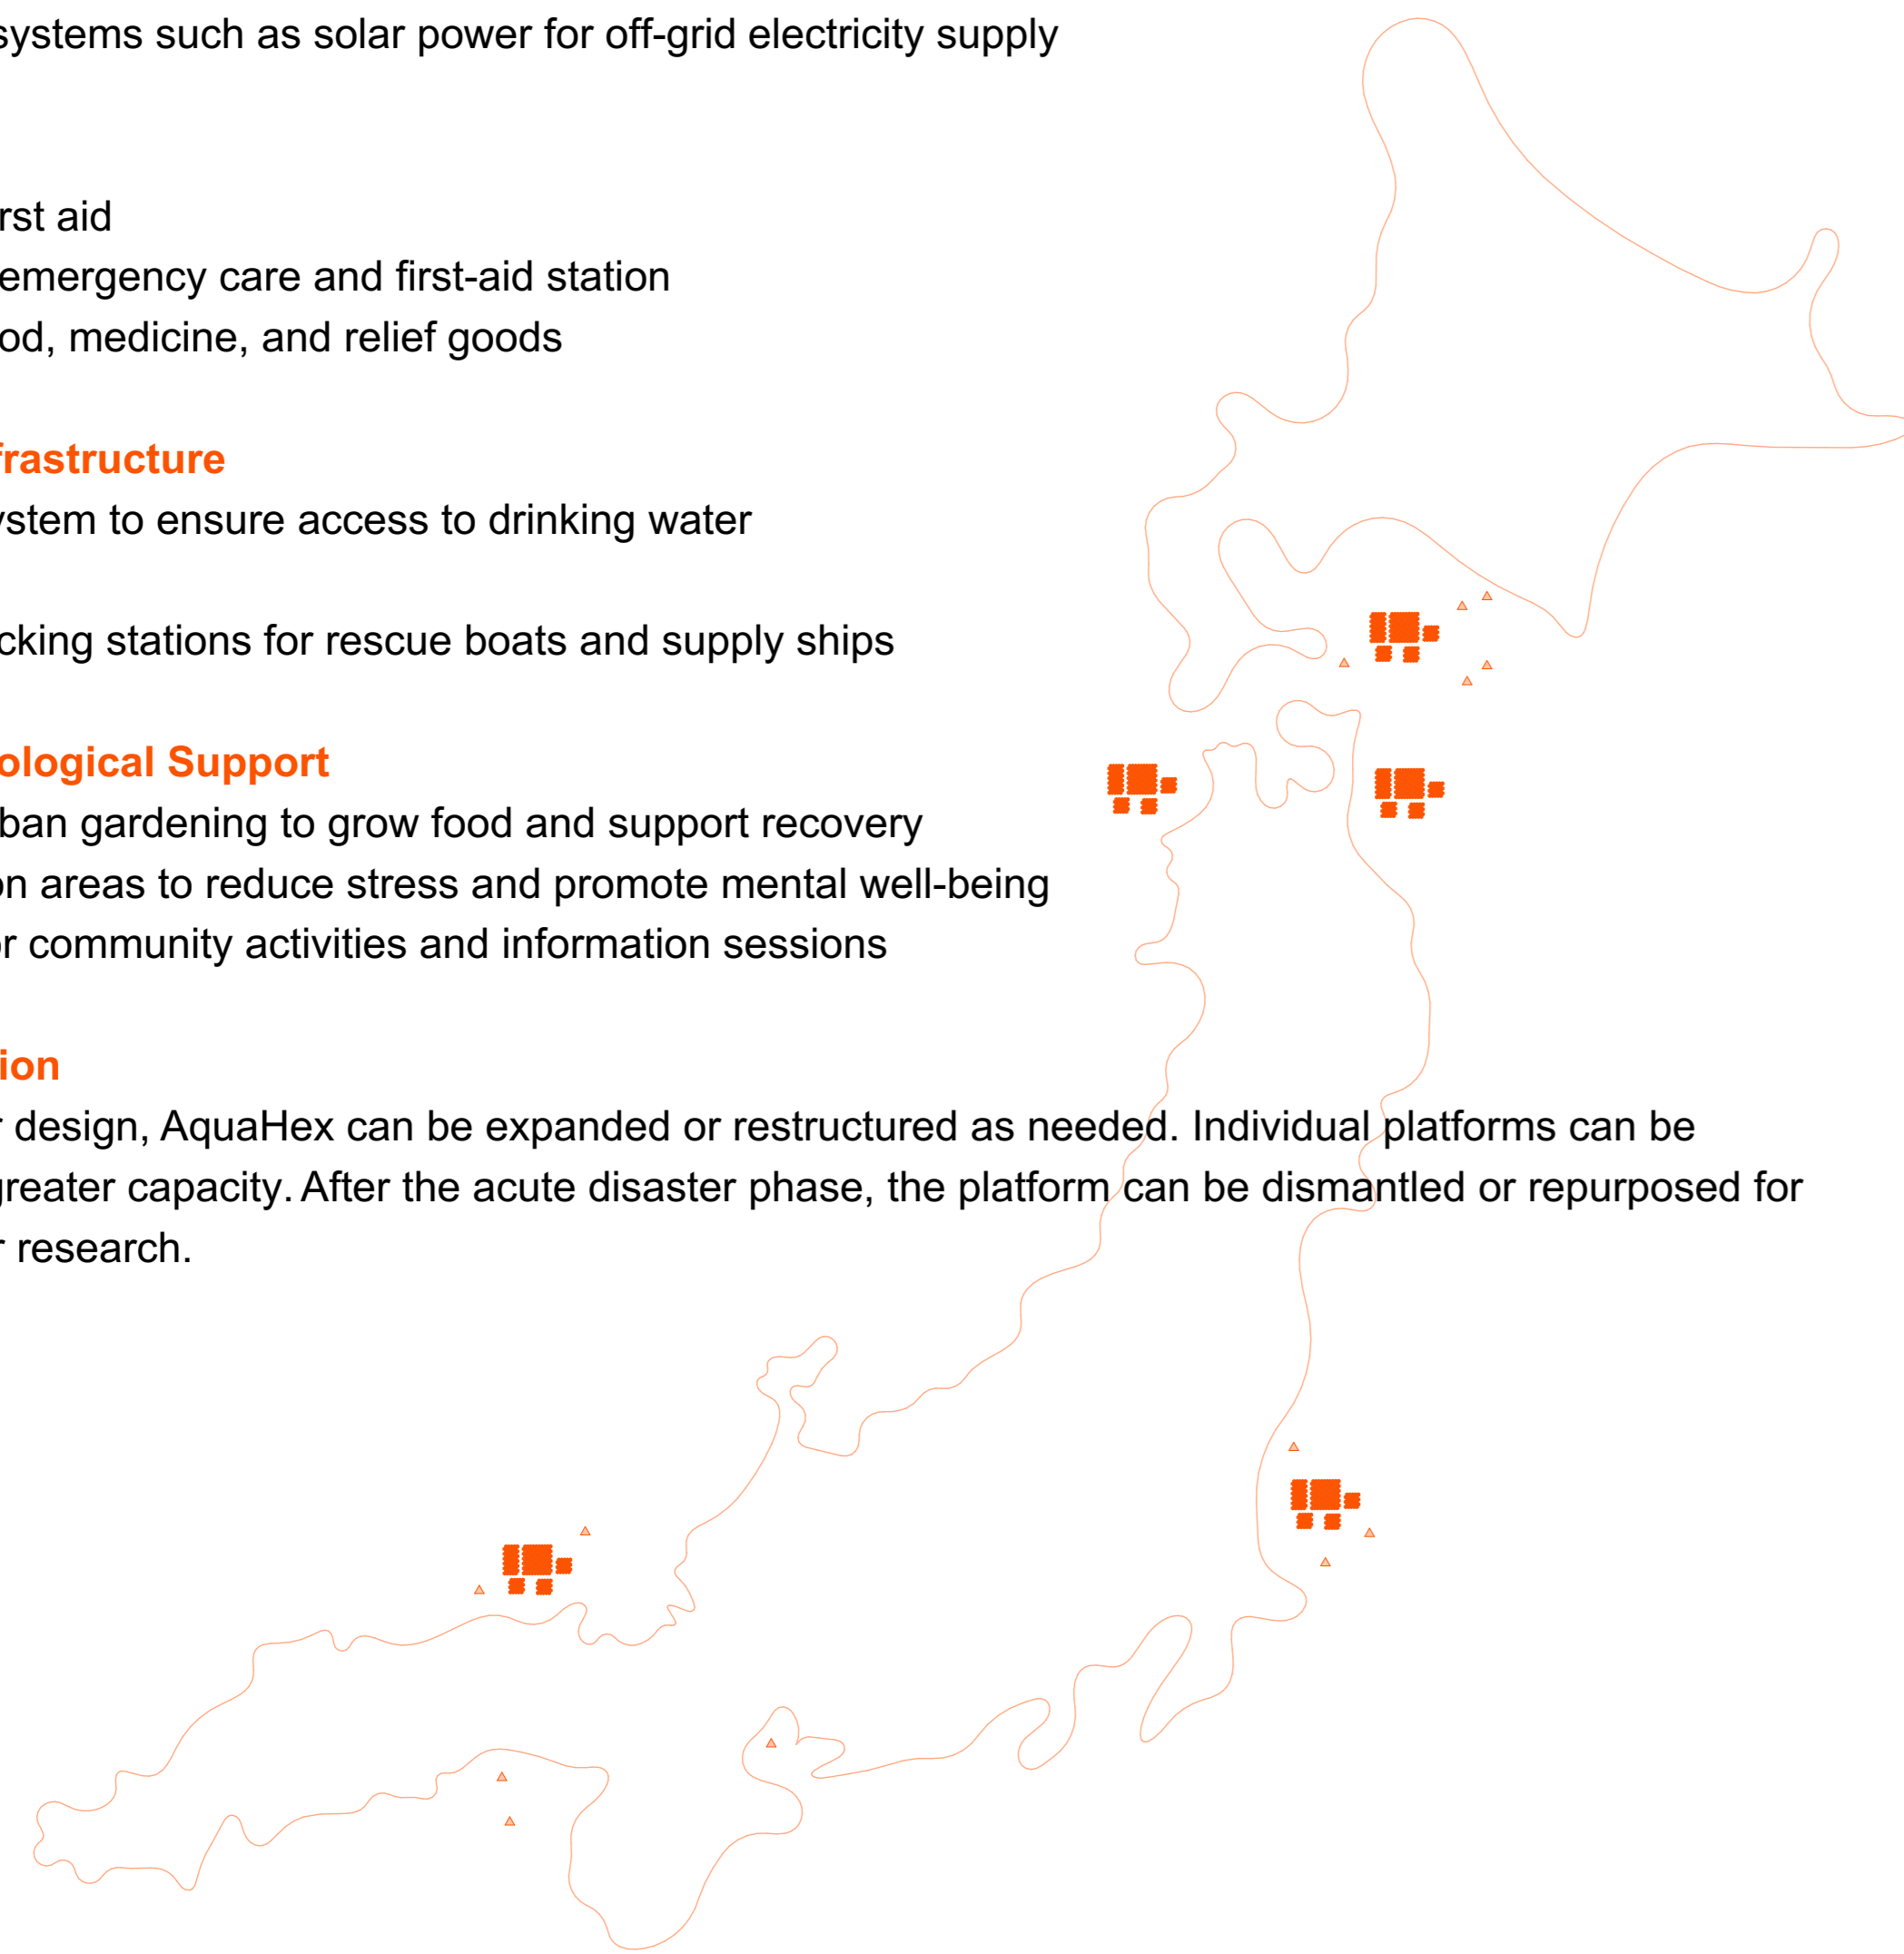 systems such as solar power for off-grid electricity supply
rst aid
emergency care and first-aid station
od, medicine, and relief goods
frastructure
ystem to ensure access to drinking water
cking stations for rescue boats and supply ships
ological Support
ban gardening to grow food and support recovery
on areas to reduce stress and promote mental well-being
or community activities and information sessions
ion
r design, AquaHex can be expanded or restructured as needed. Individual platforms can be
greater capacity. After the acute disaster phase, the platform can be dismantled or repurposed for
r research.